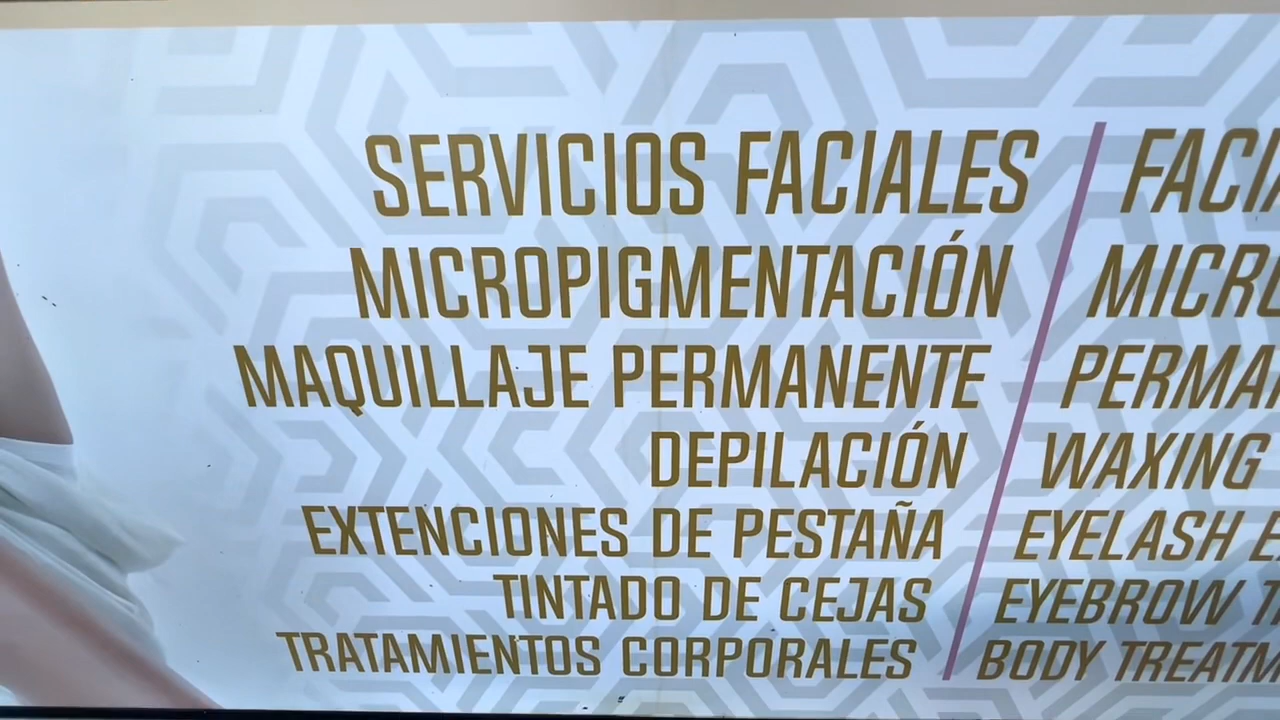 SERVICIOS FACIALES
MICROPIGMENTACIÓN
MAQUILLAJE PERMANENTE
DEPILACIÓN WAXING
EXTENCIONES DE PESTAÑA EYELASH
TINTADO DE CEJAS EYEBROW
TRATAMIENTOS CORPORALES BODY